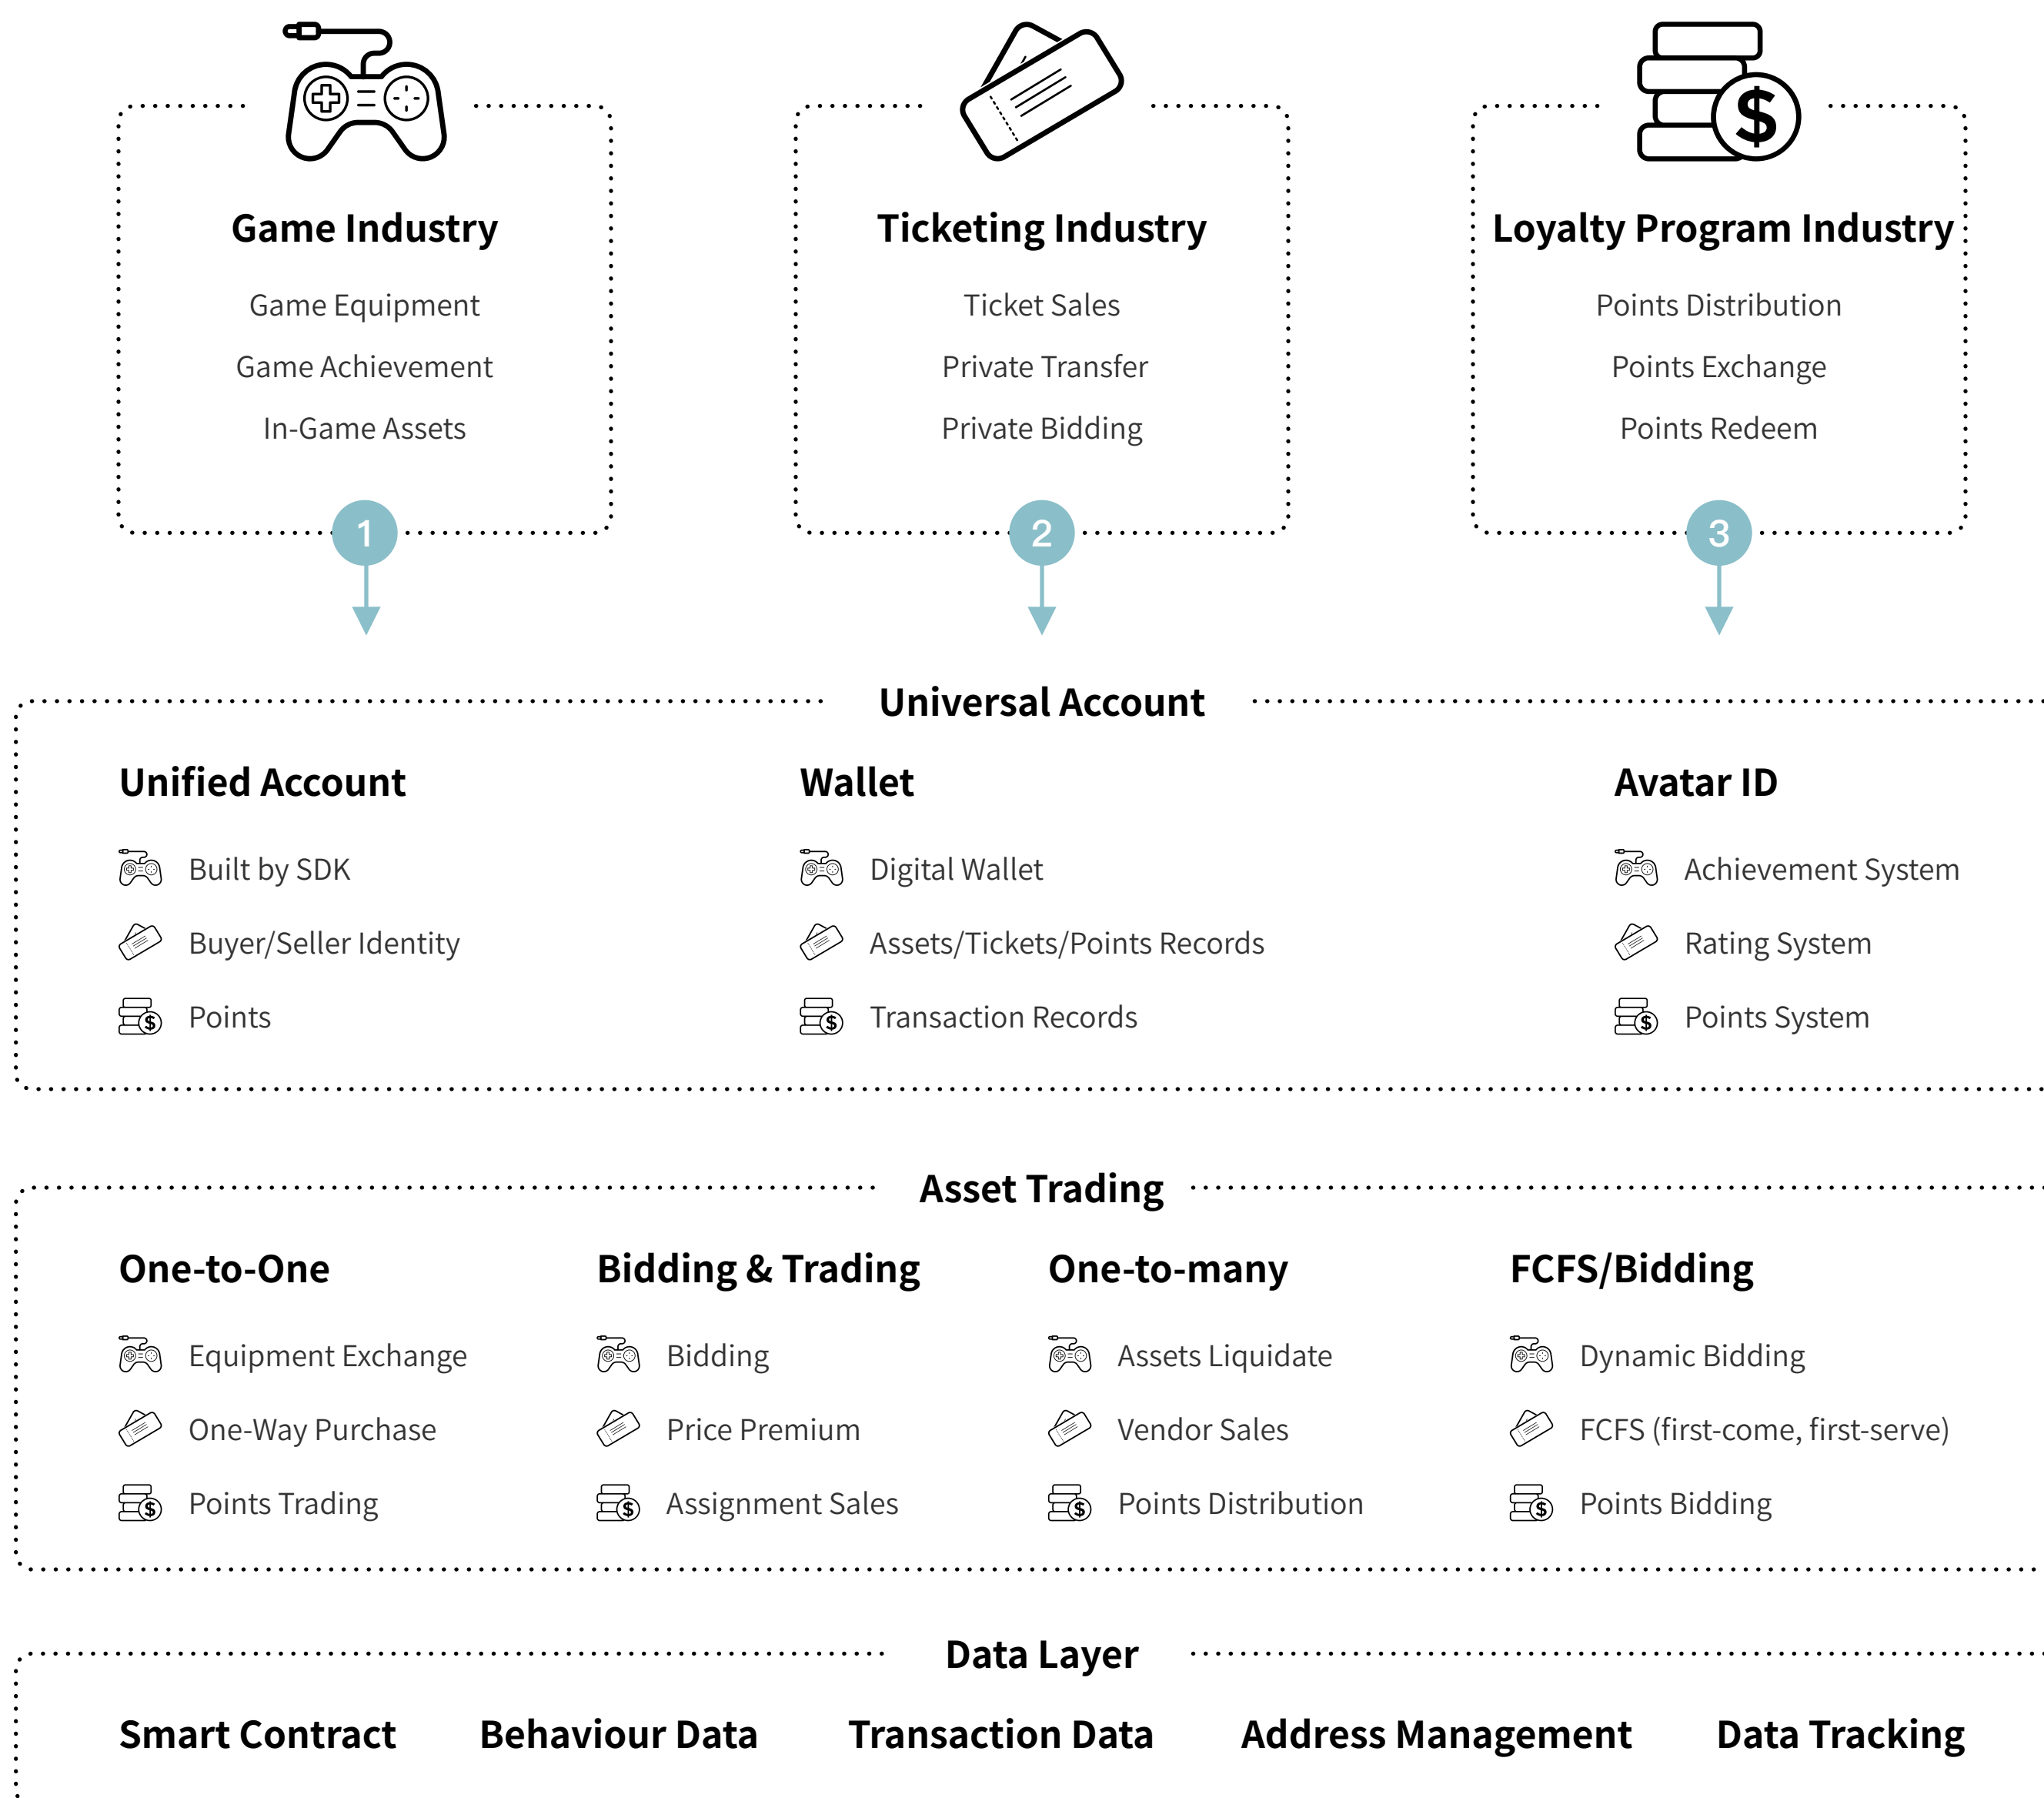 $
Game Industry
Ticketing Industry
Loyalty Program Industry
Game Equipment
Ticket Sales
Points Distribution
Game Achievement
Private Transfer
Points Exchange
In-Game Assets
Private Bidding
Points Redeem
1
2
3
Universal Account
Unified Account
Wallet
Avatar ID
Built by SDK
Digital Wallet
Achievement System
Buyer/Seller Identity
Assets/Tickets/Points Records
Rating System
$ Points
$ Transaction Records
$ Points System
Asset Trading
One-to-One
Bidding & Trading
One-to-many
FCFS/Bidding
Equipment Exchange
Bidding
Assets Liquidate
Dynamic Bidding
One-Way Purchase
Price Premium
Vendor Sales
FCFS (first-come, first-serve)
$ Points Trading
$ Assignment Sales
$ Points Distribution
$ Points Bidding
Data Layer
Smart Contract
Behaviour Data
Transaction Data
Address Management
Data Tracking